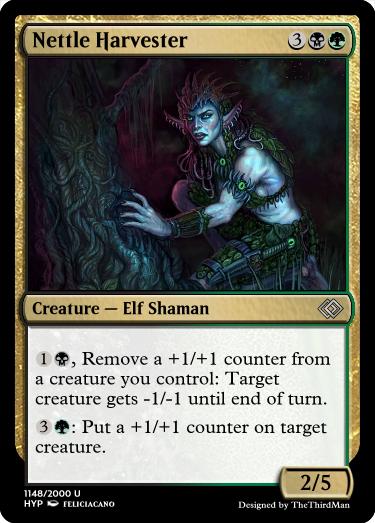 Nettle Harvester 3
Creature — Elf Shaman
1 , Remove a +1/+1 counter from
a creature you control: Target
creature gets -1/-1 until end of turn.
3 : Put a +1/+1 counter on target
creature.
2/5
1148/2000 U
HYP FELICIACANO
Designed by TheThirdMan